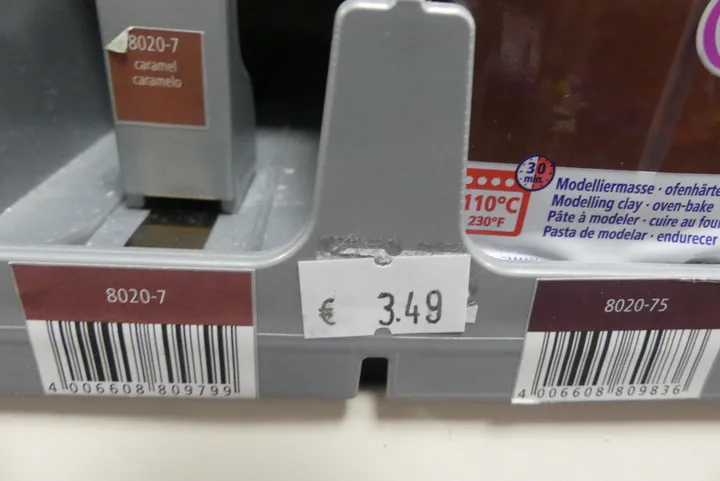 8020-7
caramel
caramelo
30
min.
110°C
230°F
Modelliermasse · ofenhärte
Modelling clay · oven-bake
Pâte à modeler · cuire au fou
Pasta de modelar · endurecer
8020-7
4 006608 809799
€ 3.49
8020-75
4 006608 809836